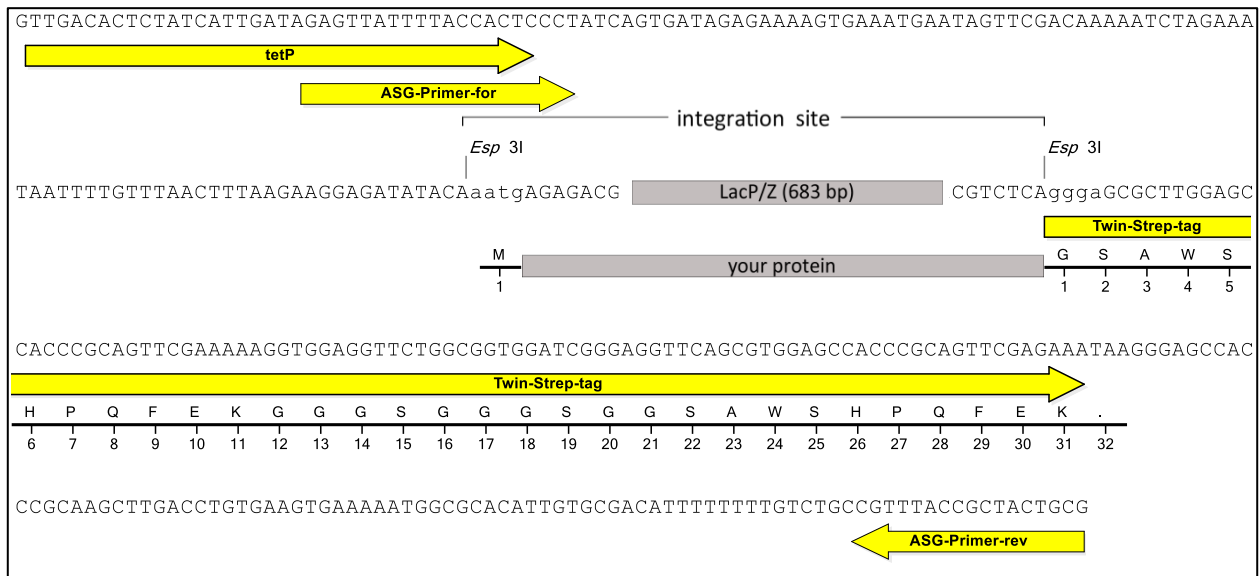 GTTGACACTCTATCATTGATAGAGTTATTTTACCACTCCCTATCAGTGATAGAGAAAAGTGAAATGAATAGTTCGACAAAAATCTAGAAA
tetP
ASG-Primer-for
integration site
Esp 3I
Esp 3I
TAATTTTGTTTAACTTTAAGAAGGAGATATACAaatgAGAGACG LacP/Z (683 bp) CGTCTCAgggaGCGCTTGGAGC
Twin-Strep-tag
M your protein G S A W S
1 1 2 3 4 5
CACCCGCAGTTCGAAAAAGGTGGAGGTTCTGGCGGTGGATCGGGAGGTTCAGCGTGGAGCCACCCGCAGTTCGAGAAATAAGGGAGCCAC
Twin-Strep-tag
H P Q F E K G G G S G G G S G G S A W S H P Q F E K .
6 7 8 9 10 11 12 13 14 15 16 17 18 19 20 21 22 23 24 25 26 27 28 29 30 31 32
CCGCAAGCTTGACCTGTGAAGTGAAAAATGGCGCACATTGTGCGACATTTTTTTTGTCTGCCGTTTACCGCTACTGCG
ASG-Primer-rev